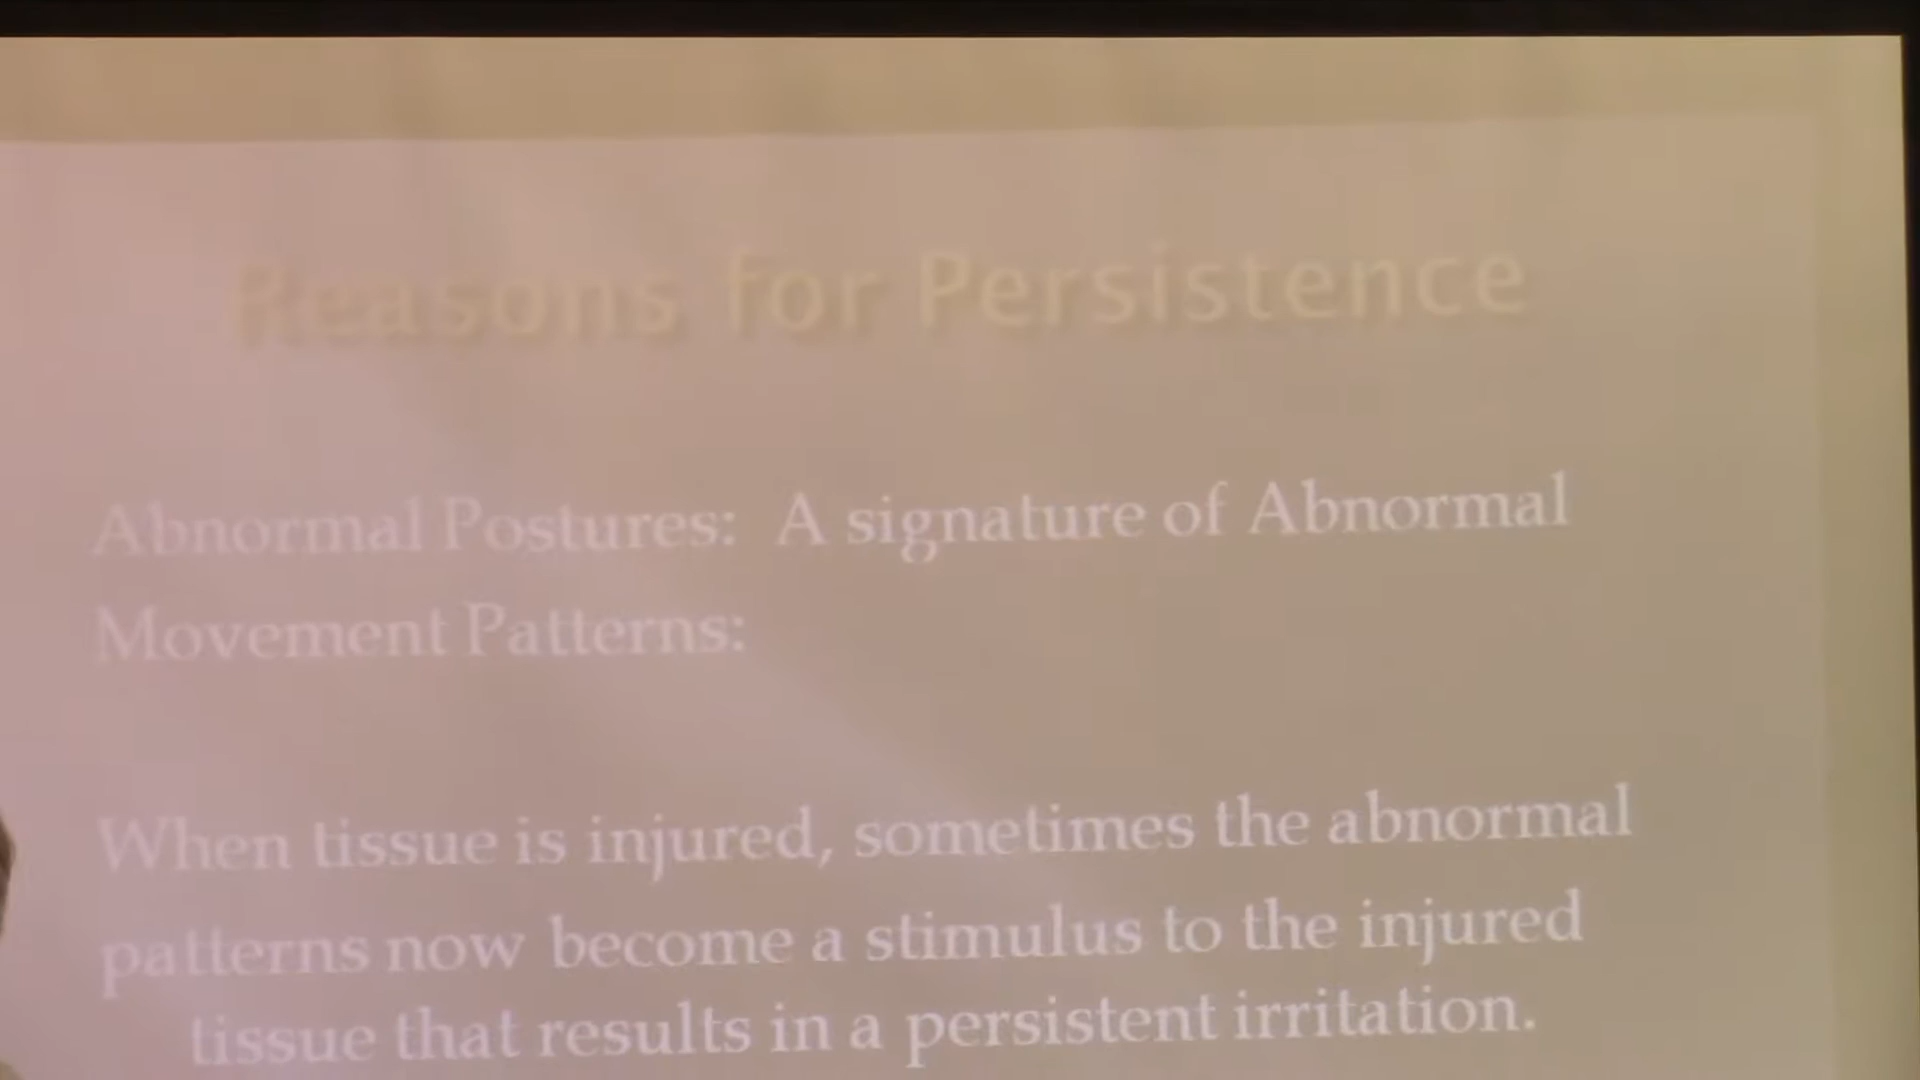 Reasons for Persistence
Abnormal Postures: A signature of Abnormal
Movement Patterns:
When tissue is injured, sometimes the abnormal
patterns now become a stimulus to the injured
tissue that results in a persistent irritation.